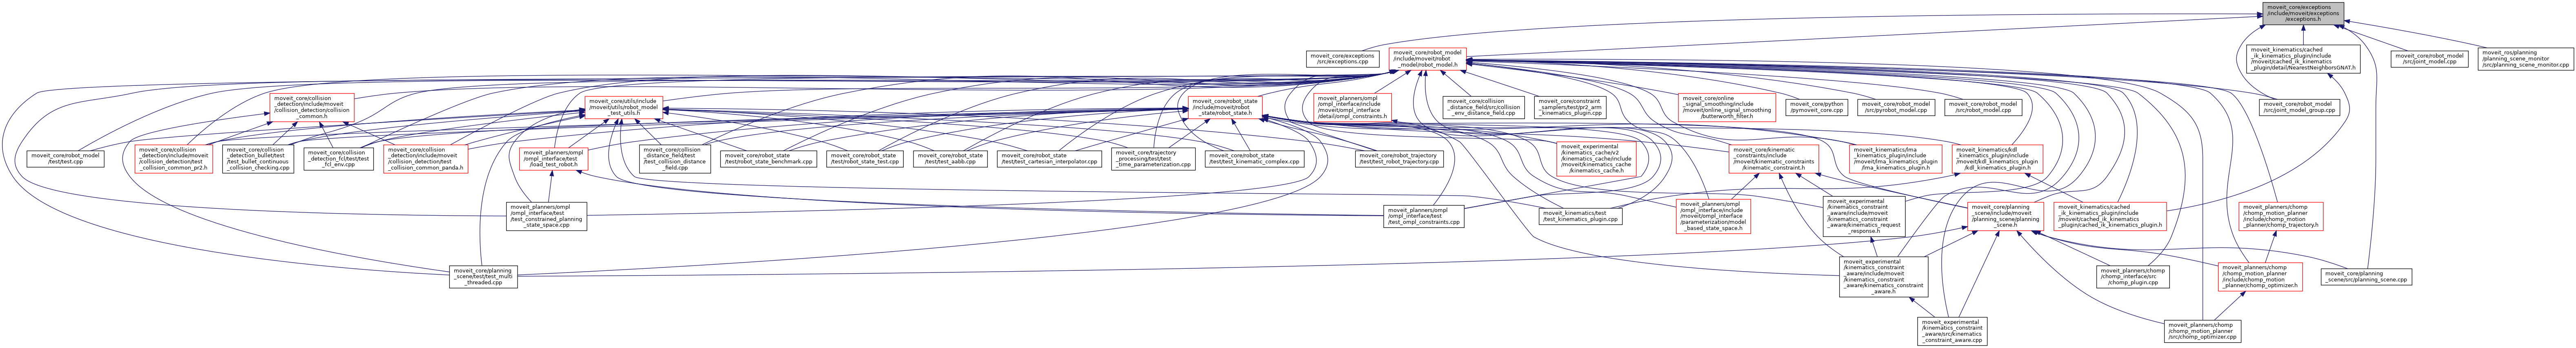 moveit_core/exceptions
/include/moveit/exceptions
/exceptions.h
moveit_core/exceptions
/src/exceptions.cpp
moveit_core/robot_model
/include/moveit/robot
_model/robot_model.h
moveit_kinematics/cached
_ik_kinematics_plugin/include
/moveit/cached_ik_kinematics
_plugin/detail/NearestNeighborsGNAT.h
moveit_core/robot_model
/src/joint_model.cpp
moveit_ros/planning
/planning_scene_monitor
/src/planning_scene_monitor.cpp
moveit_core/collision
_detection/include/moveit
/collision_detection/collision
_common.h
moveit_core/utils/include
/moveit/utils/robot_model
_test_utils.h
moveit_core/robot_state
/include/moveit/robot
_state/robot_state.h
moveit_planners/ompl
/ompl_interface/include
/moveit/ompl_interface
/detail/ompl_constraints.h
moveit_core/collision
_distance_field/src/collision
_env_distance_field.cpp
moveit_core/constraint
_samplers/test/pr2_arm
_kinematics_plugin.cpp
moveit_core/online
_signal_smoothing/include
/moveit/online_signal_smoothing
/butterworth_filter.h
moveit_core/python
/pymoveit_core.cpp
moveit_core/robot_model
/src/pyrobot_model.cpp
moveit_core/robot_model
/src/robot_model.cpp
moveit_core/robot_model
/src/joint_model_group.cpp
moveit_core/robot_model
/test/test.cpp
moveit_core/collision
_detection/include/moveit
/collision_detection/test
_collision_common_pr2.h
moveit_core/collision
_detection_bullet/test
/test_bullet_continuous
_collision_checking.cpp
moveit_core/collision
_detection_fcl/test/test
_fcl_env.cpp
moveit_core/collision
_detection/include/moveit
/collision_detection/test
_collision_common_panda.h
moveit_planners/ompl
/ompl_interface/test
/load_test_robot.h
moveit_core/collision
_distance_field/test
/test_collision_distance
_field.cpp
moveit_core/robot_state
/test/robot_state_benchmark.cpp
moveit_core/robot_state
/test/robot_state_test.cpp
moveit_core/robot_state
/test/test_aabb.cpp
moveit_core/robot_state
/test/test_cartesian_interpolator.cpp
moveit_core/trajectory
_processing/test/test
_time_parameterization.cpp
moveit_core/robot_state
/test/test_kinematic_complex.cpp
moveit_core/robot_trajectory
/test/test_robot_trajectory.cpp
moveit_experimental
/kinematics_cache/v2
/kinematics_cache/include
/moveit/kinematics_cache
/kinematics_cache.h
moveit_core/kinematic
_constraints/include
/moveit/kinematic_constraints
/kinematic_constraint.h
moveit_kinematics/lma
_kinematics_plugin/include
/moveit/lma_kinematics_plugin
/lma_kinematics_plugin.h
moveit_kinematics/kdl
_kinematics_plugin/include
/moveit/kdl_kinematics_plugin
/kdl_kinematics_plugin.h
moveit_planners/ompl
/ompl_interface/test
/test_constrained_planning
_state_space.cpp
moveit_planners/ompl
/ompl_interface/test
/test_ompl_constraints.cpp
moveit_kinematics/test
/test_kinematics_plugin.cpp
moveit_planners/ompl
/ompl_interface/include
/moveit/ompl_interface
/parameterization/model
_based_state_space.h
moveit_experimental
/kinematics_constraint
_aware/include/moveit
/kinematics_constraint
_aware/kinematics_request
_response.h
moveit_core/planning
_scene/include/moveit
/planning_scene/planning
_scene.h
moveit_kinematics/cached
_ik_kinematics_plugin/include
/moveit/cached_ik_kinematics
_plugin/cached_ik_kinematics_plugin.h
moveit_planners/chomp
/chomp_motion_planner
/include/chomp_motion
_planner/chomp_trajectory.h
moveit_core/planning
_scene/test/test_multi
_threaded.cpp
moveit_experimental
/kinematics_constraint
_aware/include/moveit
/kinematics_constraint
_aware/kinematics_constraint
_aware.h
moveit_planners/chomp
/chomp_interface/src
/chomp_plugin.cpp
moveit_planners/chomp
/chomp_motion_planner
/include/chomp_motion
_planner/chomp_optimizer.h
moveit_core/planning
_scene/src/planning_scene.cpp
moveit_experimental
/kinematics_constraint
_aware/src/kinematics
_constraint_aware.cpp
moveit_planners/chomp
/chomp_motion_planner
/src/chomp_optimizer.cpp